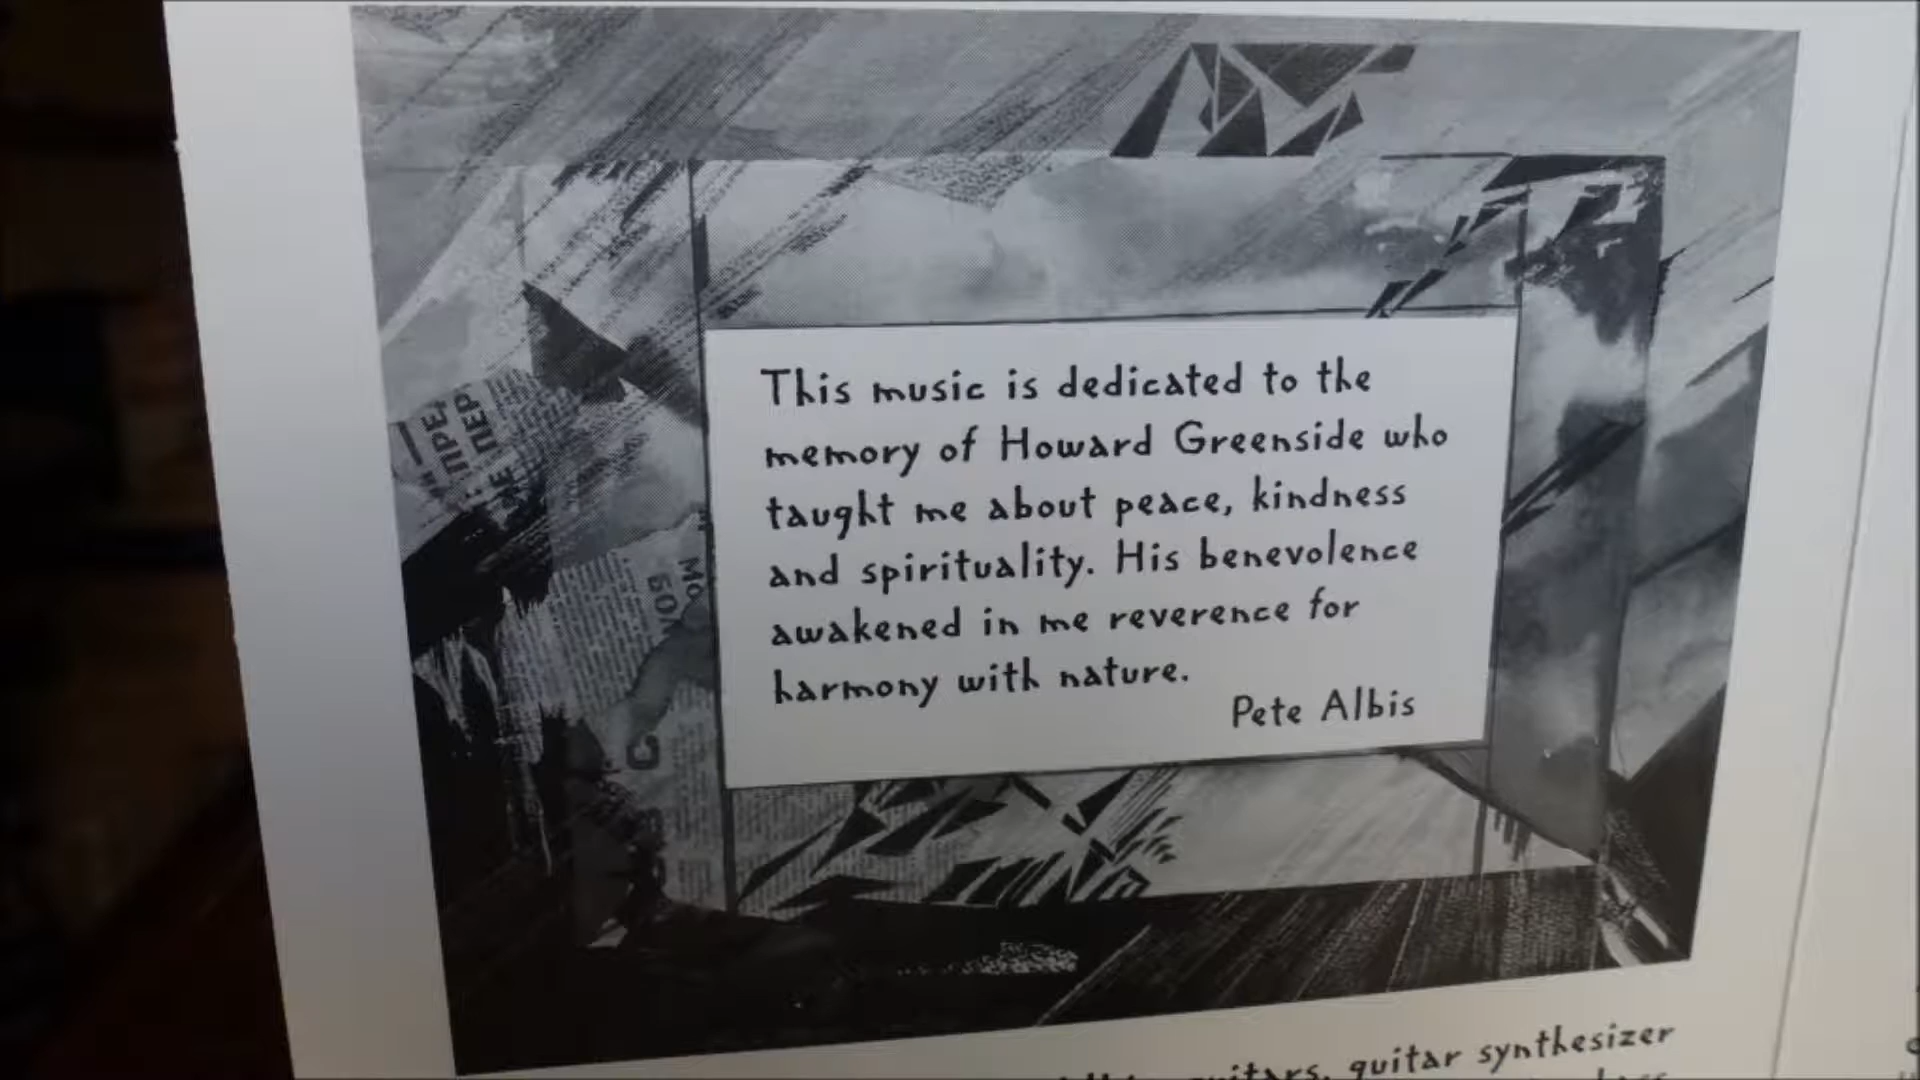 This music is dedicated to the
memory of Howard Greenside who
taught me about peace, kindness
and spirituality. His benevolence
awakened in me reverence for
harmony with nature.
Pete Albis
guitars, guitar synthesizer